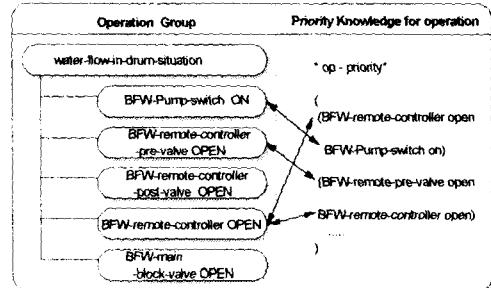 Operation Group
Priority Knowledge for operation
water-flow-in-drum-situation
BFW-Pump-switch ON
BFW-remote-controller
-pre-valve OPEN
BFW-remote-controller
-post-valve OPEN
BFW-remote-controller OPEN
BFW-main
-block-valve OPEN
* op - priority*
(
(BFW-remote-controller open
BFW-Pump-switch on)
(BFW-remote-pre-valve open
BFW-remote-controller open)
.....
)